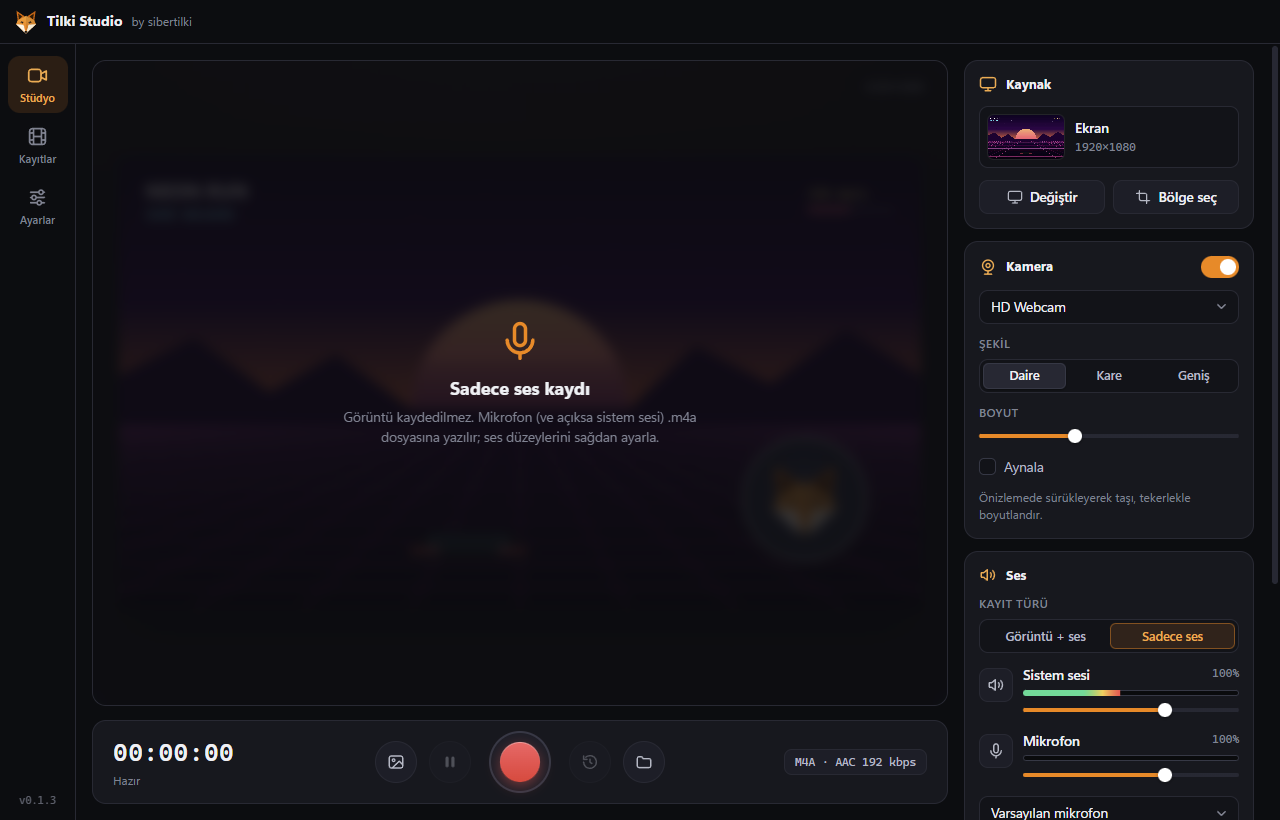 Tilki Studio by sibertilki
Stüdyo
Kayıtlar
Ayarlar
v0.1.3
Sadece ses kaydı
Görüntü kaydedilmez. Mikrofon (ve açıksa sistem sesi) .m4a
dosyasına yazılır; ses düzeylerini sağdan ayarla.
00:00:00
Hazır
M4A · AAC 192 kbps
Kaynak
Ekran
1920×1080
Değiştir
Bölge seç
Kamera
HD Webcam
ŞEKİL
Daire
Kare
Geniş
BOYUT
Aynala
Önizlemede sürükleyerek taşı, tekerlekle
boyutlandır.
Ses
KAYIT TÜRÜ
Görüntü + ses
Sadece ses
Sistem sesi
100%
Mikrofon
100%
Varsayılan mikrofon